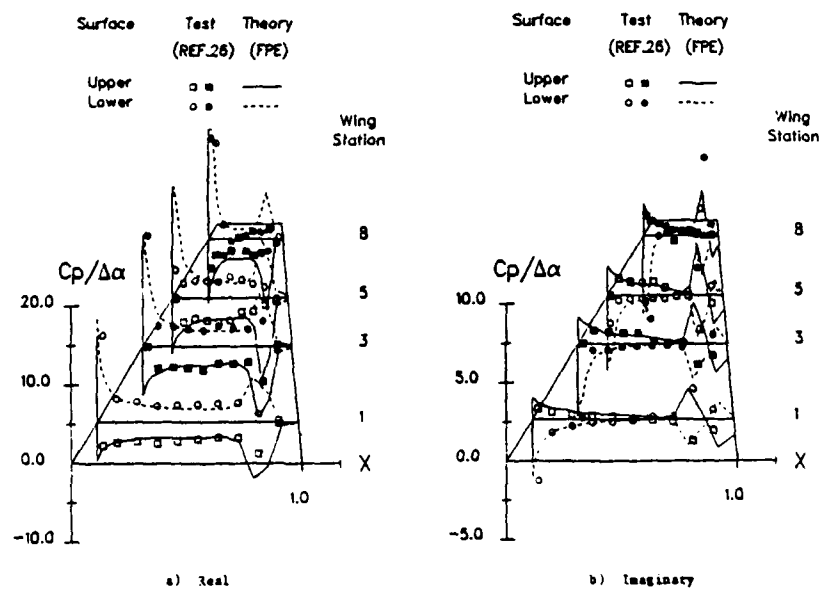 Surface Test Theory
(REF.26) (FPE)
Upper
Lower
Wing
Station
8
5
3
1
Cp/Δα
20.0
10.0
0.0
-10.0
X
1.0
a) Real
Surface Test Theory
(REF.26) (FPE)
Upper
Lower
Wing
Station
8
5
3
1
Cp/Δα
10.0
5.0
0.0
-5.0
X
1.0
b) Imaginary